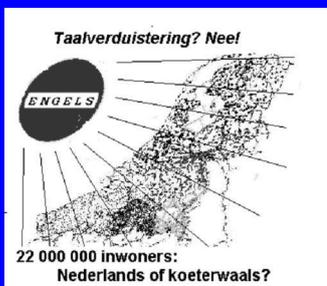 Taalverduistering? Nee!
ENGELS
22 000 000 inwoners:
Nederlands of koeterwaals?